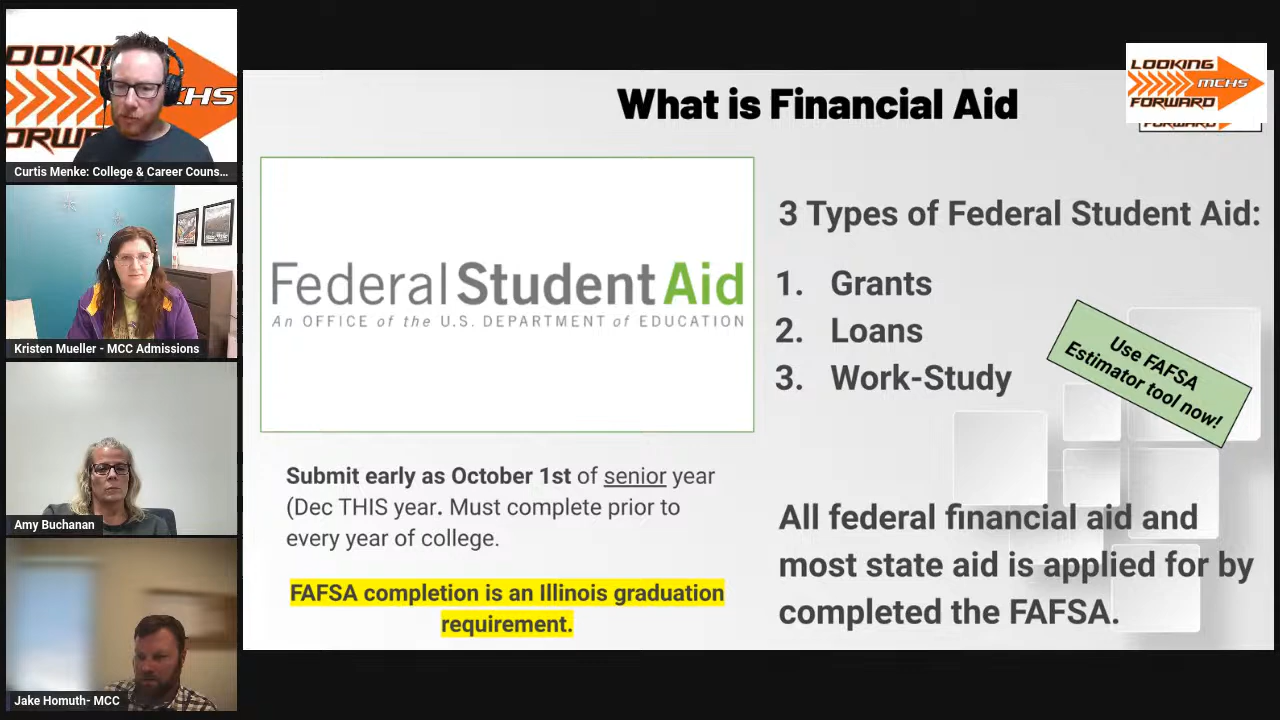 OOKIN
MCHS
ORW
Curtis Menke: College & Career Couns...
Kristen Mueller - MCC Admissions
Amy Buchanan
Jake Homuth- MCC
What is Financial Aid
LOOKING
MCHS
FORWARD
FORWARD
Federal Student Aid
An OFFICE of the U.S. DEPARTMENT of EDUCATION
Submit early as October 1st of senior year
(Dec THIS year. Must complete prior to
every year of college.
FAFSA completion is an Illinois graduation
requirement.
3 Types of Federal Student Aid:
1. Grants
2. Loans
3. Work-Study
Use FAFSA
Estimator tool now!
All federal financial aid and
most state aid is applied for by
completed the FAFSA.